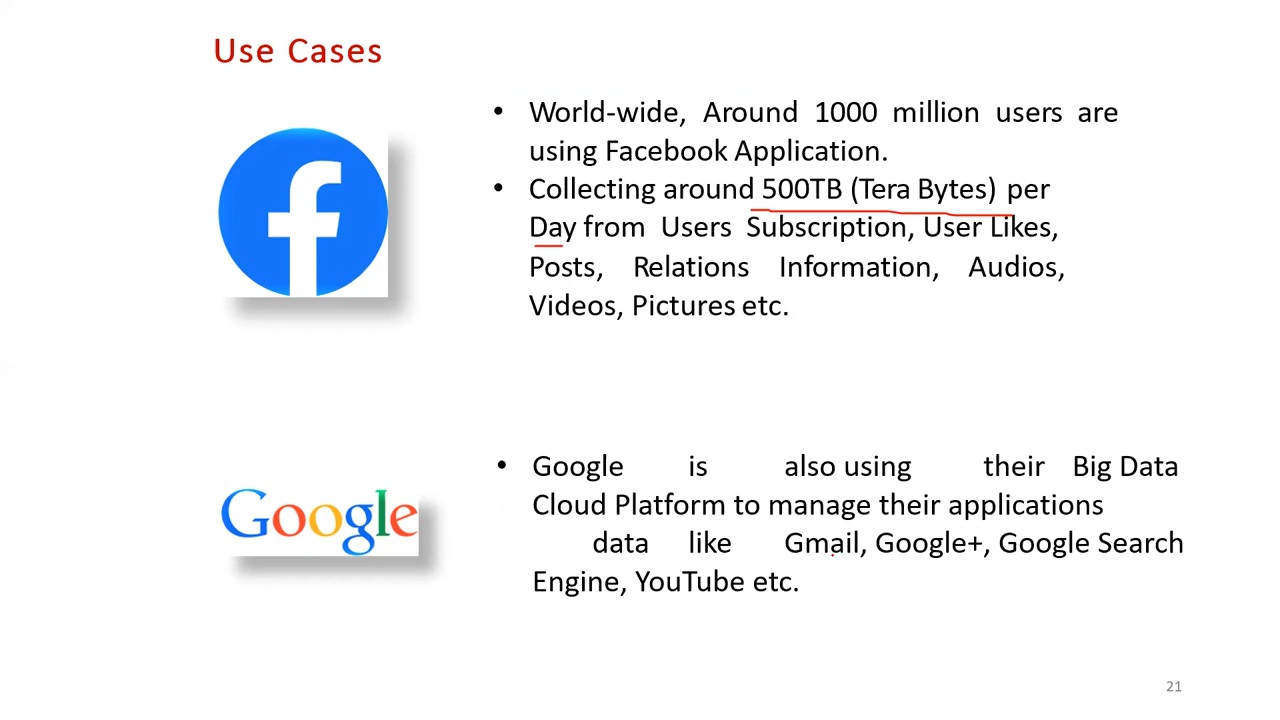 Use Cases
• World-wide, Around 1000 million users are
using Facebook Application.
• Collecting around 500TB (Tera Bytes) per
Day from Users Subscription, User Likes,
Posts, Relations Information, Audios,
Videos, Pictures etc.
Google
• Google is also using their Big Data
Cloud Platform to manage their applications
data like Gmail, Google+, Google Search
Engine, YouTube etc.
21